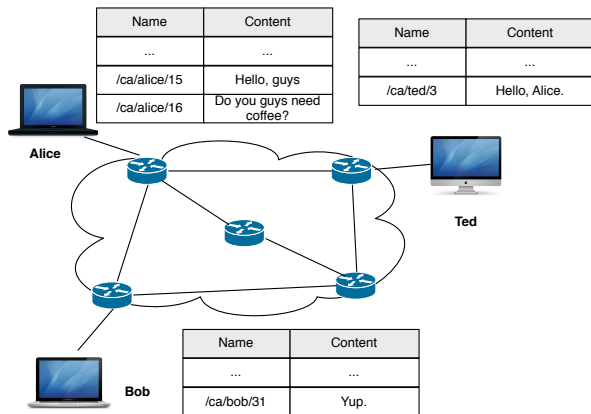 Name Content
... ...
/ca/alice/15 Hello, guys
/ca/alice/16 Do you guys need
coffee?
Name Content
... ...
/ca/ted/3 Hello, Alice.
Alice
Ted
Bob
Name Content
... ...
/ca/bob/31 Yup.